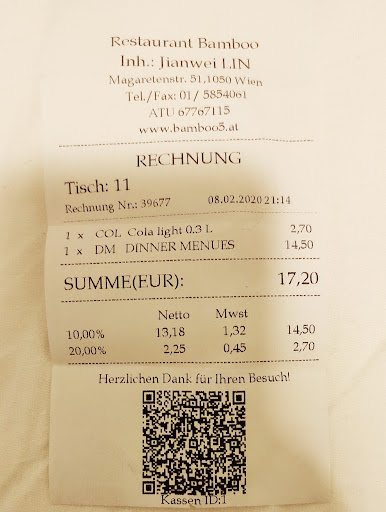 Restaurant Bamboo
Inh.: Jianwei LIN
Magaretenstr. 51,1050 Wien
Tel./Fax: 01/ 5854061
ATU 67767115
www.bamboo5.at
RECHNUNG
Tisch: 11
Rechnung Nr.: 39677 08.02.2020 21:14
1 x COL Cola light 0.3 L 2,70
1 x DM DINNER MENUES 14,50
SUMME(EUR): 17,20
Netto Mwst
10,00% 13,18 1,32 14,50
20,00% 2,25 0,45 2,70
Herzlichen Dank für Ihren Besuch!
Kassen ID:1